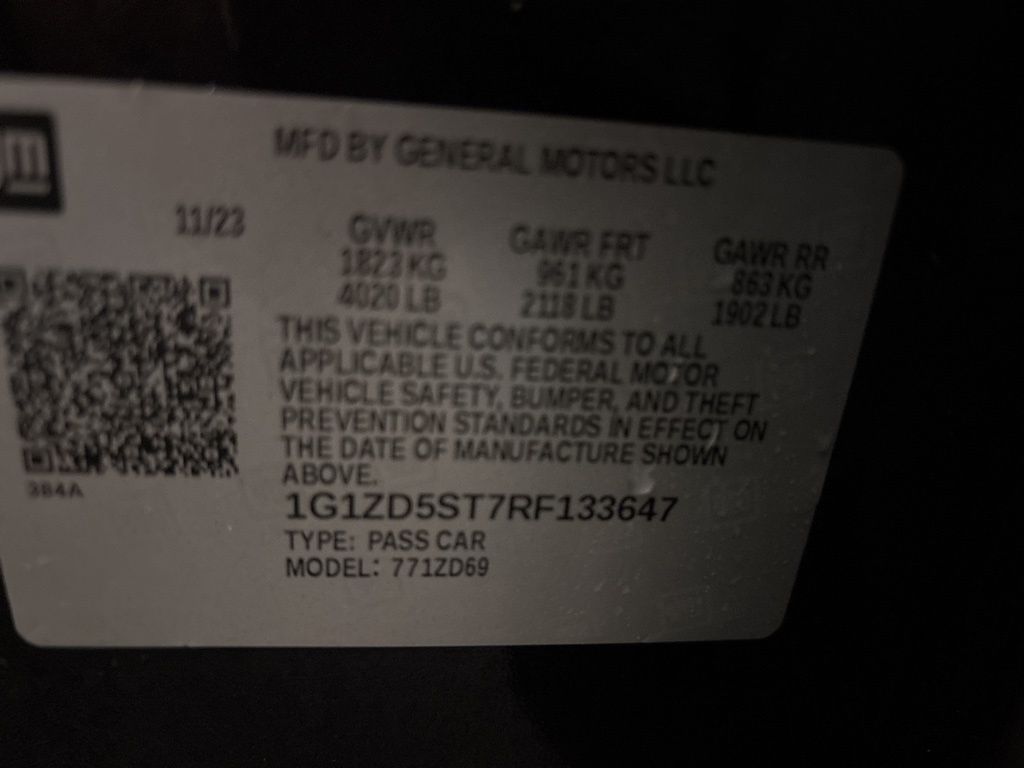 gm
MFD BY GENERAL MOTORS LLC
11/23
GVWR
1823 KG
4020 LB
GAWR FRT
961 KG
2118 LB
GAWR RR
863 KG
1902 LB
THIS VEHICLE CONFORMS TO ALL
APPLICABLE U.S. FEDERAL MOTOR
VEHICLE SAFETY, BUMPER, AND THEFT
PREVENTION STANDARDS IN EFFECT ON
THE DATE OF MANUFACTURE SHOWN
ABOVE.
384A
1G1ZD5ST7RF133647
TYPE: PASS CAR
MODEL: 771ZD69